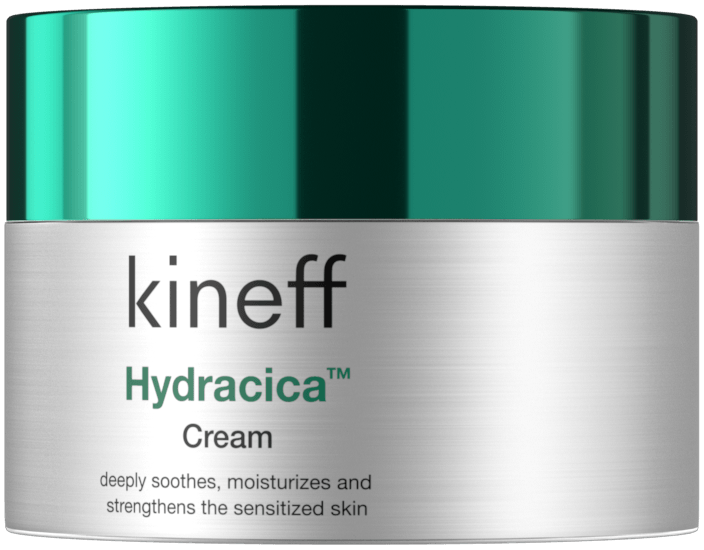 kineff
Hydracica™
Cream
deeply soothes, moisturizes and
strengthens the sensitized skin